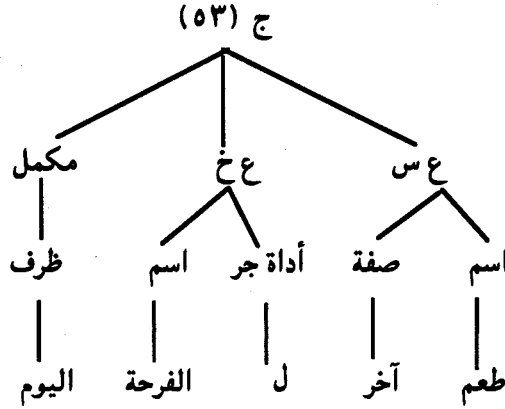 ج (٥٣)
ع س ع خ مكمل
اسم صفة أداة جر اسم ظرف
طعم آخر ل الفرحة اليوم